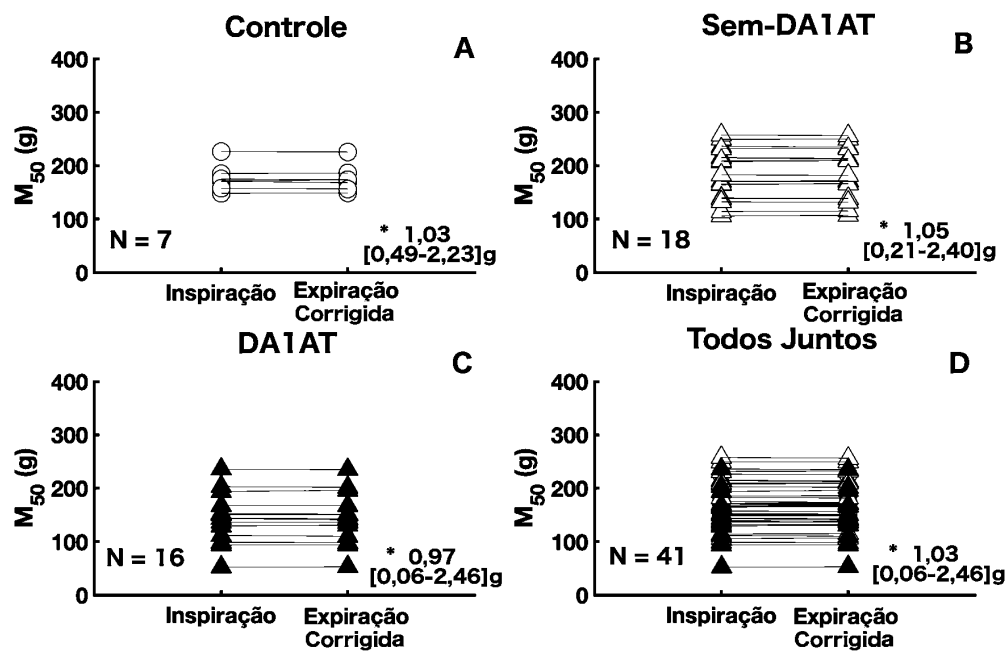 Controle
A
400
300
200
100
0
M50 (g)
N = 7
* 1,03
[0,49-2,23]g
Inspiração
Expiração
Corrigida
Sem-DA1AT
B
400
300
200
100
0
M50 (g)
N = 18
* 1,05
[0,21-2,40]g
Inspiração
Expiração
Corrigida
DA1AT
C
400
300
200
100
0
M50 (g)
N = 16
* 0,97
[0,06-2,46]g
Inspiração
Expiração
Corrigida
Todos Juntos
D
400
300
200
100
0
M50 (g)
N = 41
* 1,03
[0,06-2,46]g
Inspiração
Expiração
Corrigida